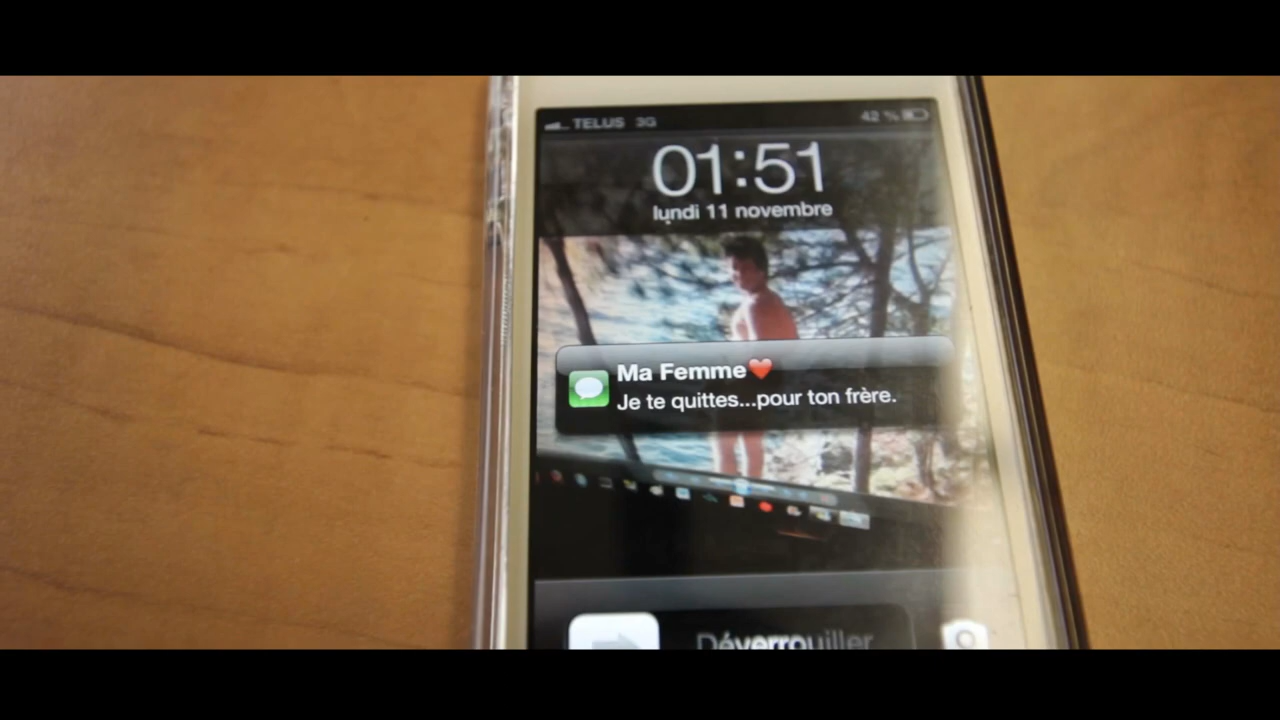 TELUS 3G 42 %
01:51
lundi 11 novembre
Ma Femme❤️
Je te quittes...pour ton frère.
Déverrouiller